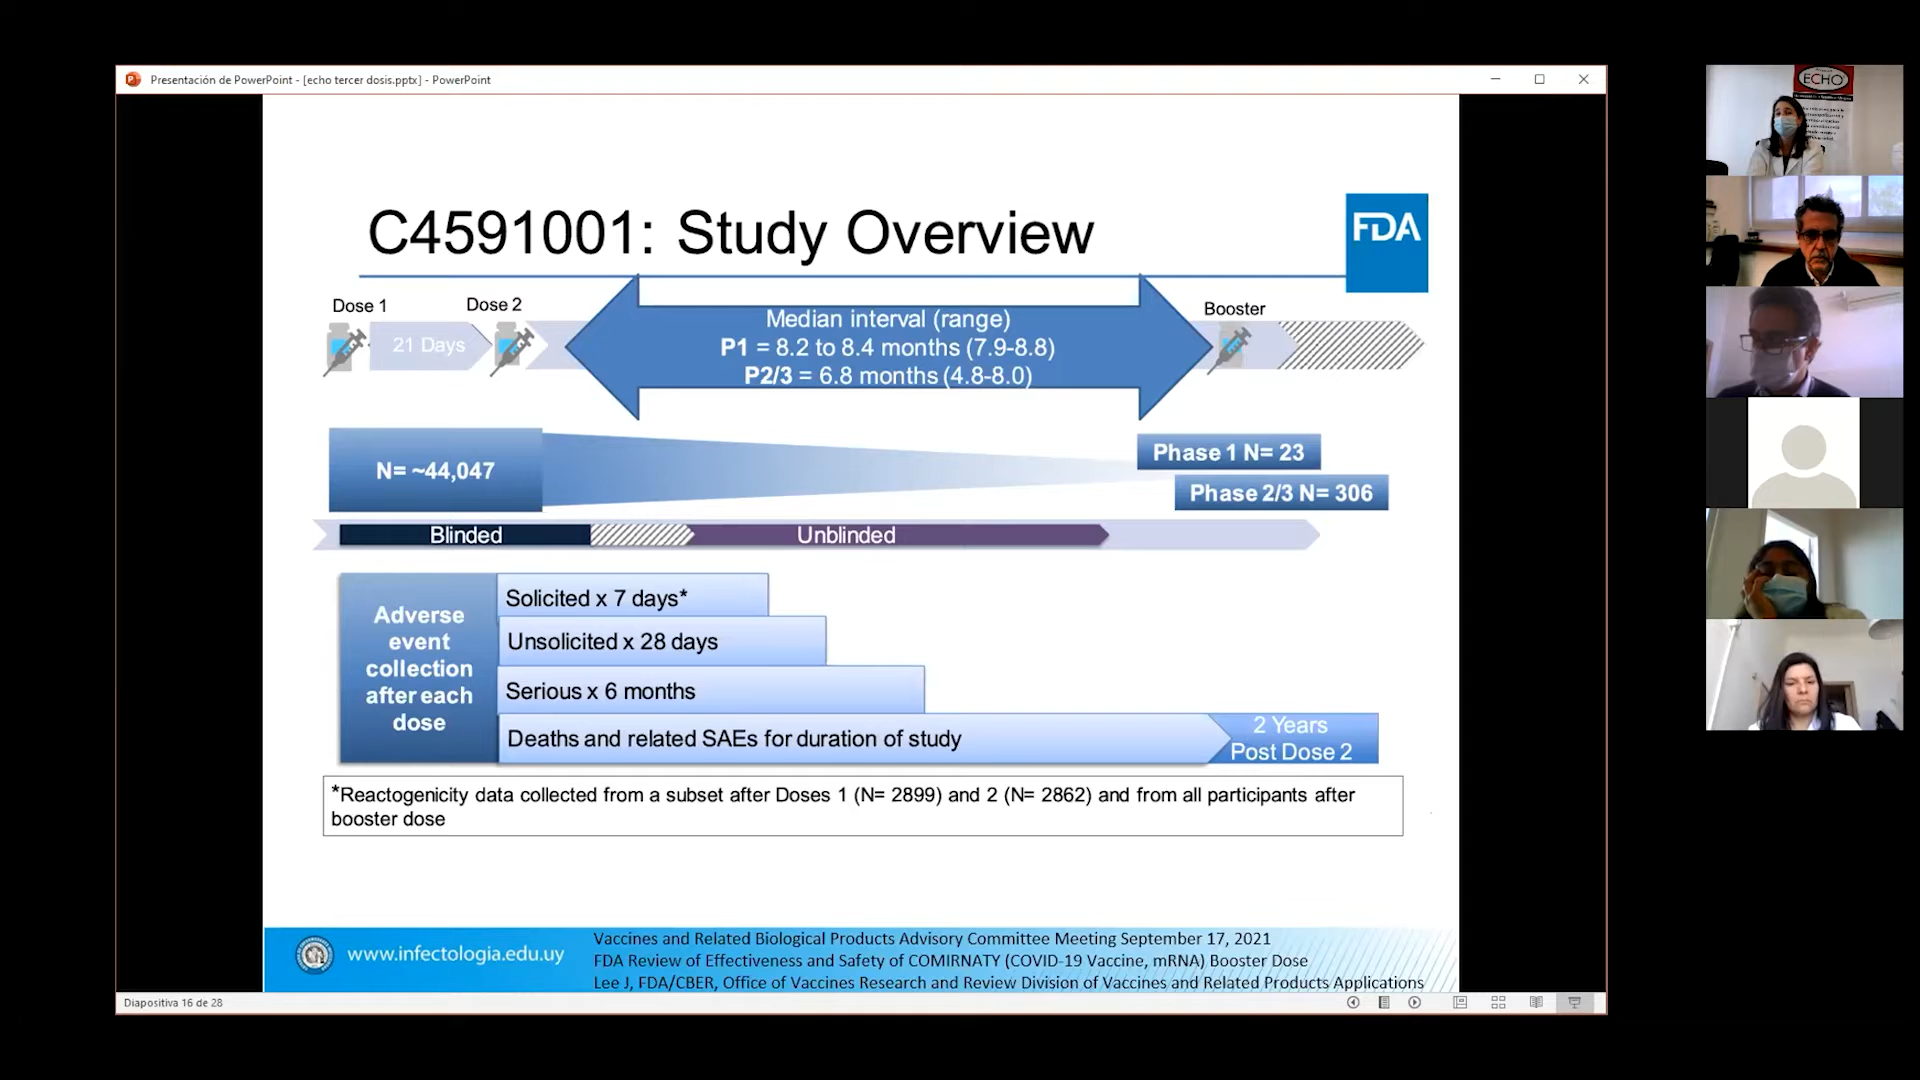 Presentación de PowerPoint - [echo tercer dosis.pptx] - PowerPoint
ECHO
C4591001: Study Overview
FDA
Dose 1
Dose 2
Booster
21 Days
Median interval (range)
P1 = 8.2 to 8.4 months (7.9-8.8)
P2/3 = 6.8 months (4.8-8.0)
N= ~44,047
Phase 1 N= 23
Phase 2/3 N= 306
Blinded
Unblinded
Adverse
event
collection
after each
dose
Solicited x 7 days*
Unsolicited x 28 days
Serious x 6 months
Deaths and related SAEs for duration of study
2 Years
Post Dose 2
*Reactogenicity data collected from a subset after Doses 1 (N= 2899) and 2 (N= 2862) and from all participants after
booster dose
www.infectologia.edu.uy
Vaccines and Related Biological Products Advisory Committee Meeting September 17, 2021
FDA Review of Effectiveness and Safety of COMIRNATY (COVID-19 Vaccine, mRNA) Booster Dose
Lee J, FDA/CBER, Office of Vaccines Research and Review Division of Vaccines and Related Products Applications
Diapositiva 16 de 28